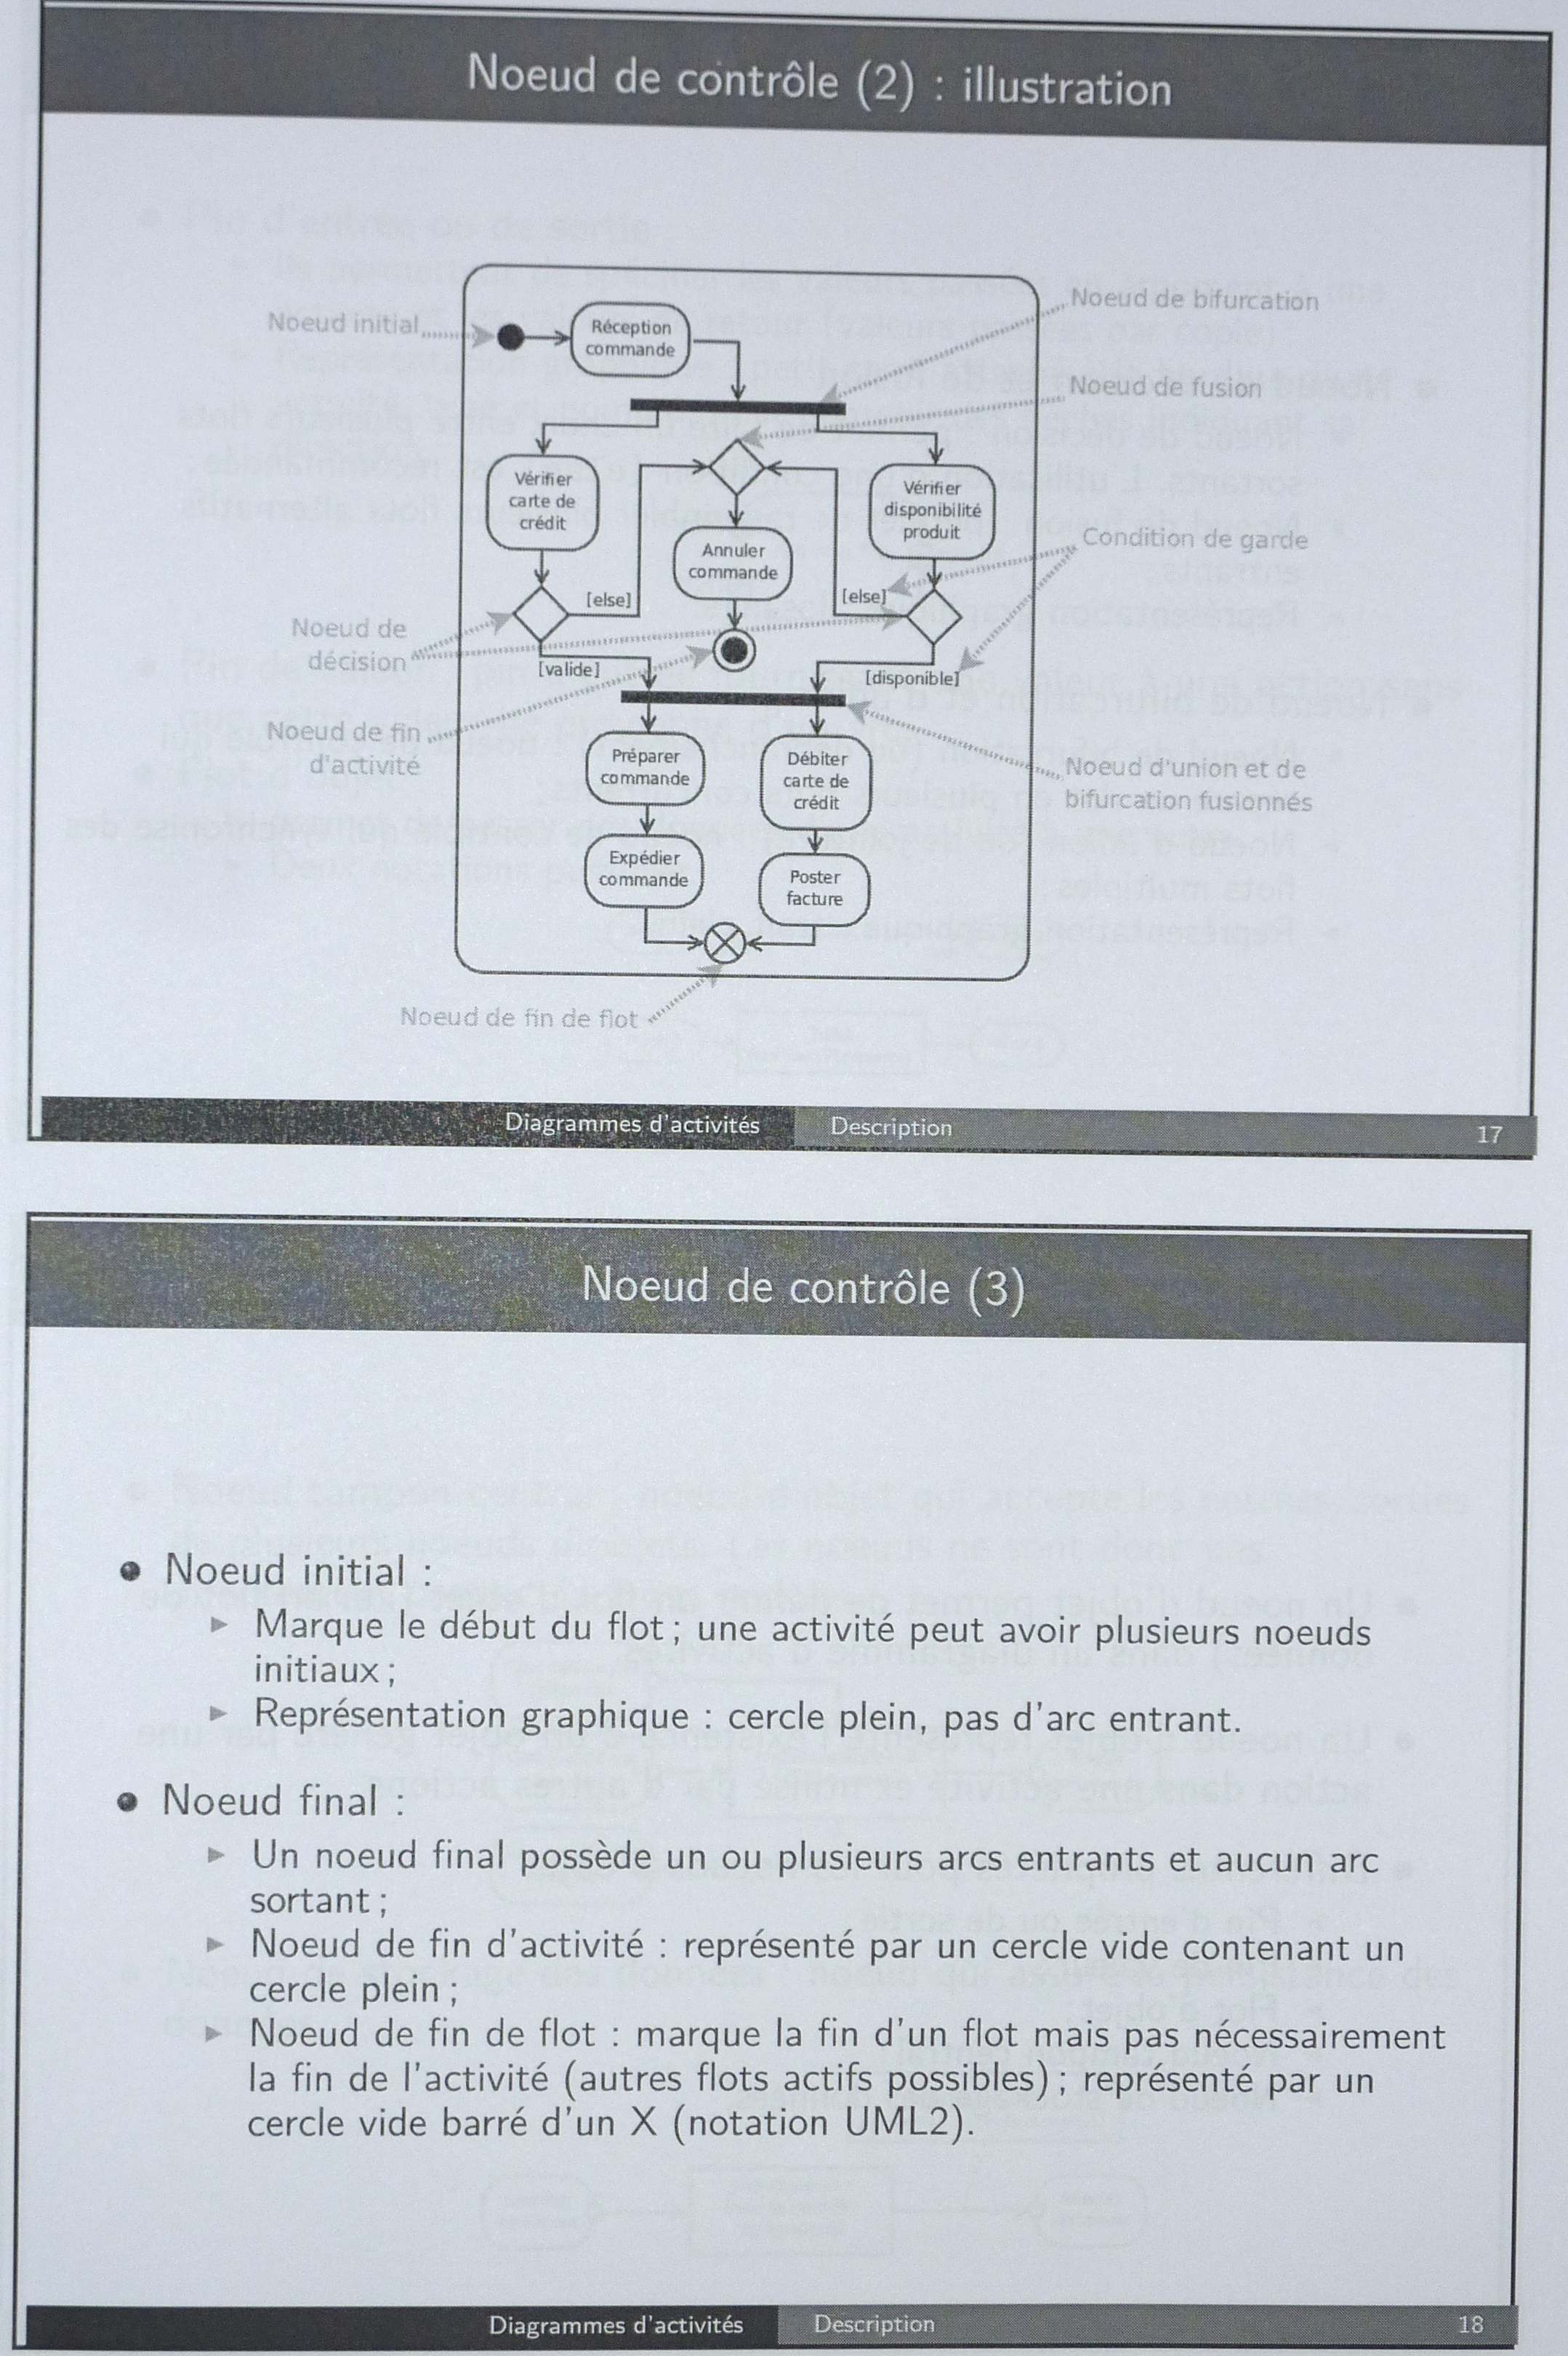 Noeud de contrôle (2) : illustration
Noeud initial
Réception
commande
Noeud de bifurcation
Noeud de fusion
Vérifier
carte de
crédit
Vérifier
disponibilité
produit
Annuler
commande
Condition de garde
[else]
[else]
Noeud de
décision
[valide]
[disponible]
Noeud de fin
d'activité
Préparer
commande
Débiter
carte de
crédit
Noeud d'union et de
bifurcation fusionnés
Expédier
commande
Poster
facture
Noeud de fin de flot
Diagrammes d'activités Description 17
Noeud de contrôle (3)
Noeud initial :
Marque le début du flot ; une activité peut avoir plusieurs noeuds
initiaux ;
Représentation graphique : cercle plein, pas d'arc entrant.
Noeud final :
Un noeud final possède un ou plusieurs arcs entrants et aucun arc
sortant ;
Noeud de fin d'activité : représenté par un cercle vide contenant un
cercle plein ;
Noeud de fin de flot : marque la fin d'un flot mais pas nécessairement
la fin de l'activité (autres flots actifs possibles) ; représenté par un
cercle vide barré d'un X (notation UML2).
Diagrammes d'activités Description 18